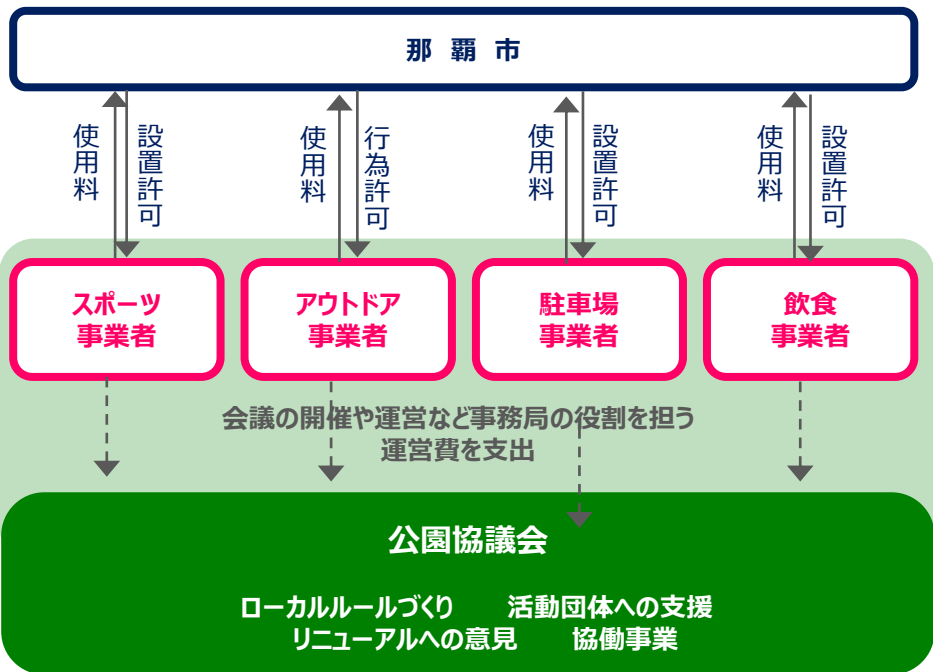 那 覇 市
使用料
設置許可
使用料
行為許可
使用料
設置許可
使用料
設置許可
スポーツ
事業者
アウトドア
事業者
駐車場
事業者
飲食
事業者
会議の開催や運営など事務局の役割を担う
運営費を支出
公園協議会
ローカルルールづくり 活動団体への支援
リニューアルへの意見 協働事業